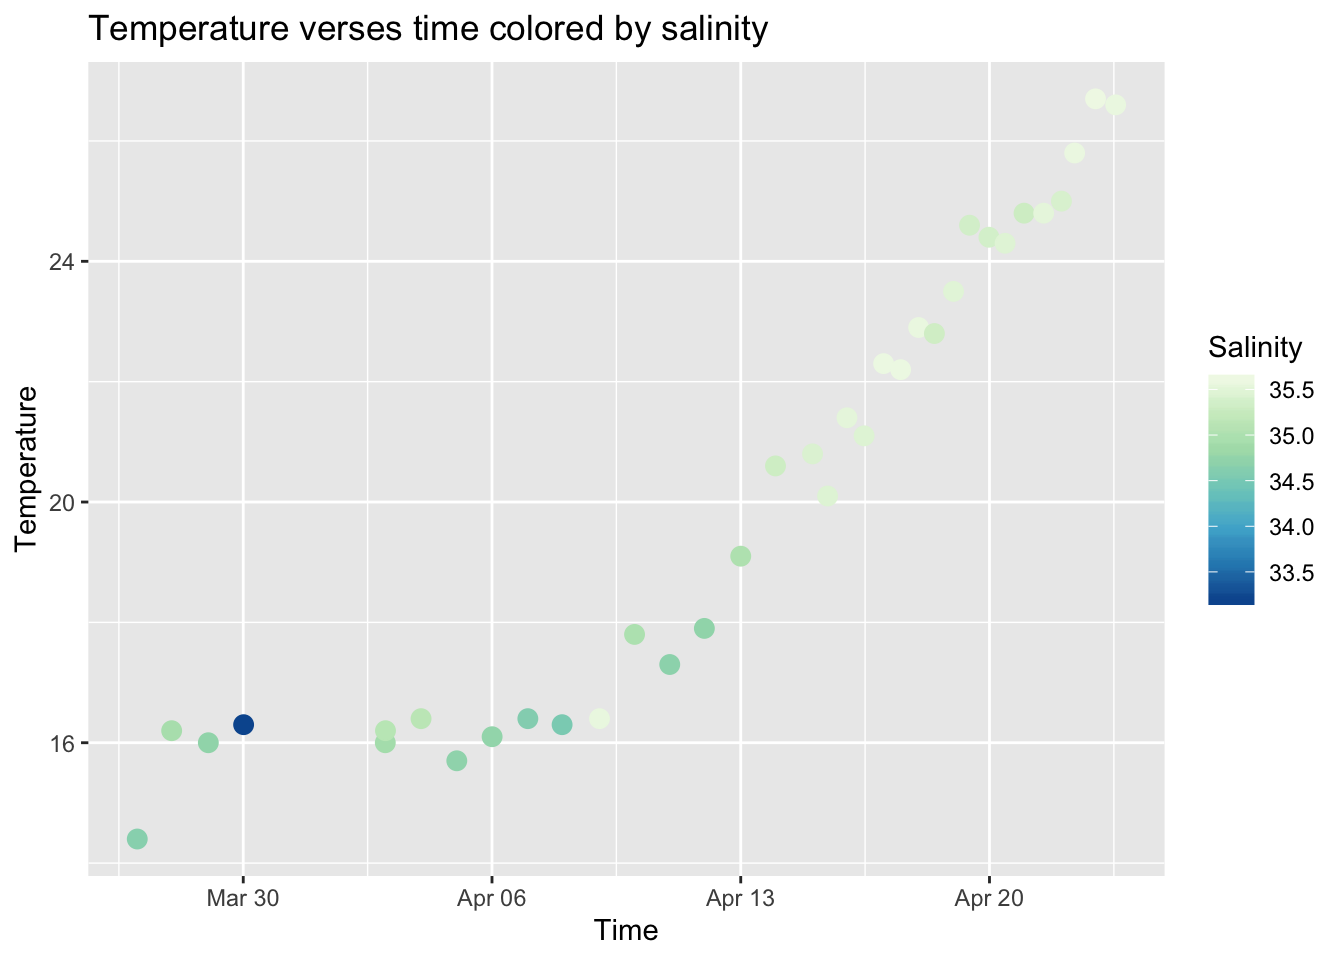 Temperature verses time colored by salinity
Temperature
24
20
16
Mar 30
Apr 06
Apr 13
Apr 20
Time
Salinity
35.5
35.0
34.5
34.0
33.5